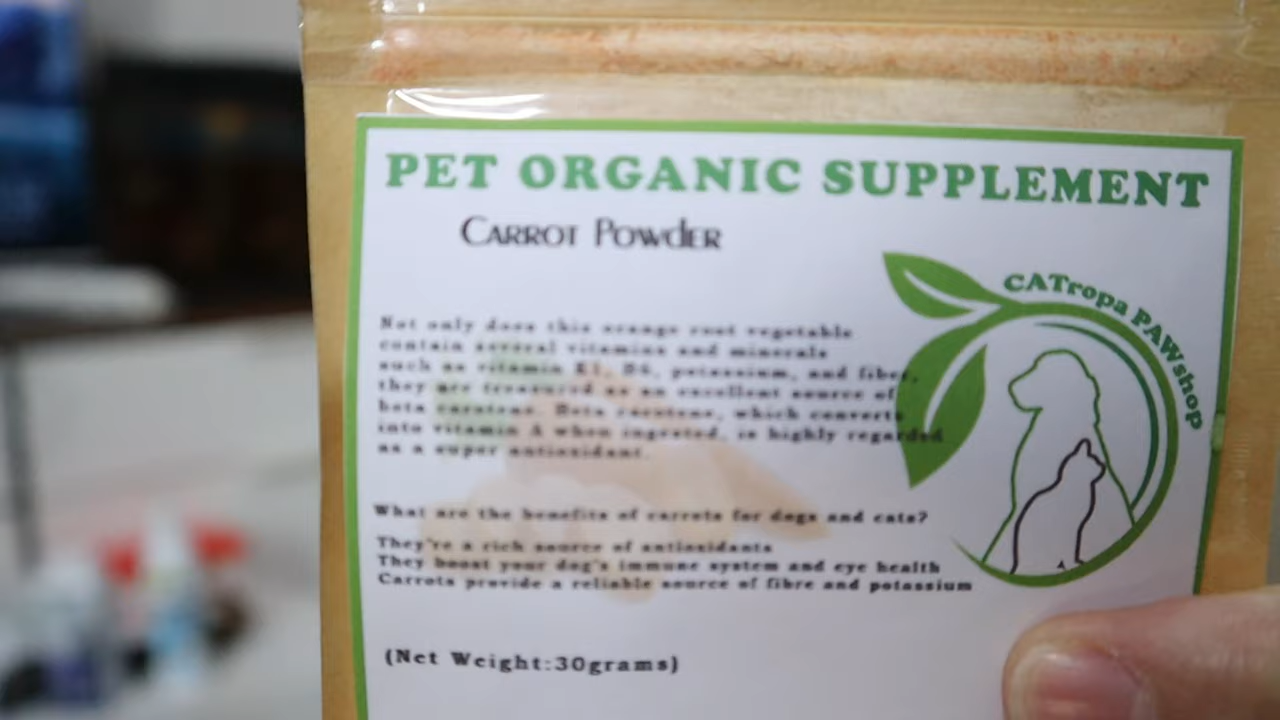 PET ORGANIC SUPPLEMENT
Carrot Powder
CATropa PAWshop
Not only does this orange root vegetable
contain several vitamins and minerals
such as vitamin K1, B6, potassium, and fiber,
they are treasured as an excellent source of
beta carotene. Beta carotene, which converts
into vitamin A when ingested, is highly regarded
as a super antioxidant.
What are the benefits of carrots for dogs and cats?
They're a rich source of antioxidants
They boost your dog's immune system and eye health
Carrots provide a reliable source of fibre and potassium
(Net Weight:30grams)